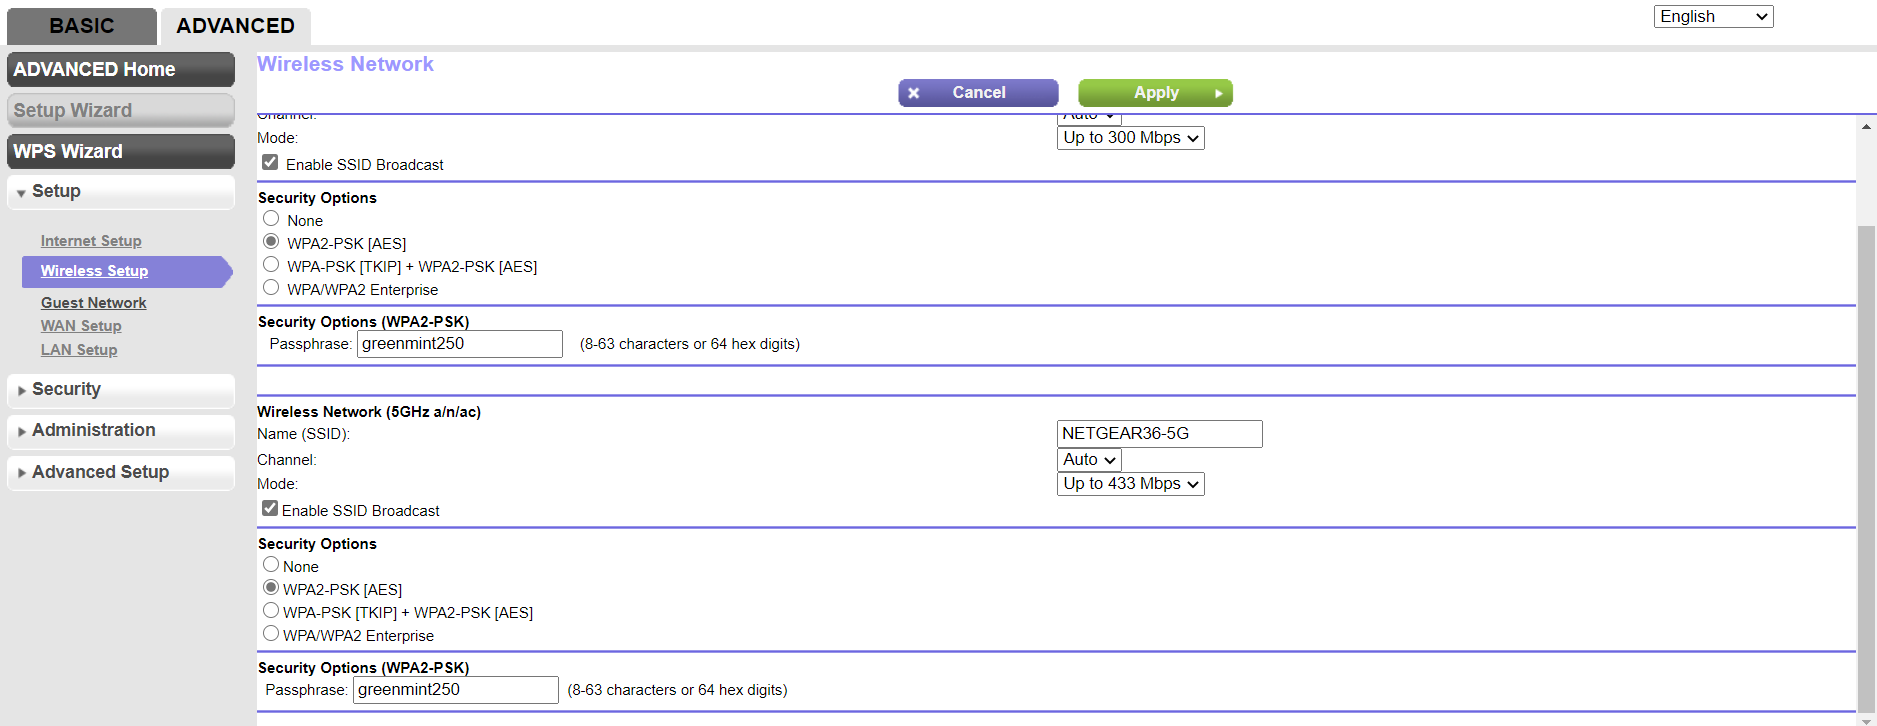 BASIC
ADVANCED
English
ADVANCED Home
Setup Wizard
WPS Wizard
Setup
Internet Setup
Wireless Setup
Guest Network
WAN Setup
LAN Setup
Security
Administration
Advanced Setup
Wireless Network
Cancel
Apply
Channel: Auto
Mode: Up to 300 Mbps
Enable SSID Broadcast
Security Options
None
WPA2-PSK [AES]
WPA-PSK [TKIP] + WPA2-PSK [AES]
WPA/WPA2 Enterprise
Security Options (WPA2-PSK)
Passphrase: greenmint250 (8-63 characters or 64 hex digits)
Wireless Network (5GHz a/n/ac)
Name (SSID): NETGEAR36-5G
Channel: Auto
Mode: Up to 433 Mbps
Enable SSID Broadcast
Security Options
None
WPA2-PSK [AES]
WPA-PSK [TKIP] + WPA2-PSK [AES]
WPA/WPA2 Enterprise
Security Options (WPA2-PSK)
Passphrase: greenmint250 (8-63 characters or 64 hex digits)